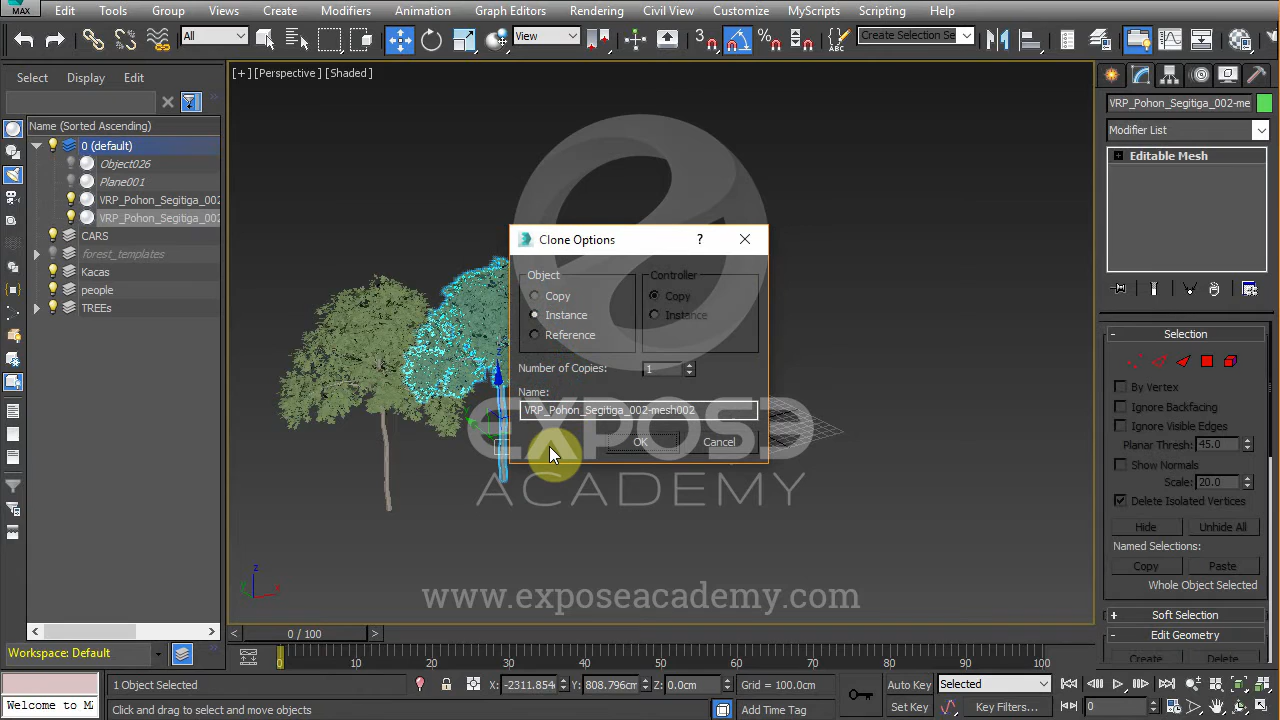 MAX
Edit Tools Group Views Create Modifiers Animation Graph Editors Rendering Civil View Customize MyScripts Scripting Help
All View 3 % ABC Create Selection Se
[+] [Perspective ] [Shaded ]
Select Display Edit
Name (Sorted Ascending)
0 (default)
Object026
Plane001
VRP_Pohon_Segitiga_002
VRP_Pohon_Segitiga_002
CARS
forest_templates
Kacas
people
TREEs
Clone Options ?
Object
Copy
Instance
Reference
Controller
Copy
Instance
Number of Copies: 1
Name:
VRP_Pohon_Segitiga_002-mesh002
OK Cancel
EXPOSE
ACADEMY
www.exposeacademy.com
VRP_Pohon_Segitiga_002-me
Modifier List
Editable Mesh
- Selection
By Vertex
Ignore Backfacing
Ignore Visible Edges
Planar Thresh: 45.0
Show Normals
Scale: 20.0
Delete Isolated Vertices
Hide Unhide All
Named Selections:
Copy Paste
Whole Object Selected
+ Soft Selection
- Edit Geometry
Create Delete
< 0 / 100 >
0 10 20 30 40 50 60 70 80 90 100
Workspace: Default
1 Object Selected X: -2311.854 Y: 808.796cm Z: 0.0cm Grid = 100.0cm Auto Key Selected
Welcome to MA Click and drag to select and move objects Add Time Tag Set Key Key Filters... 0
z
x